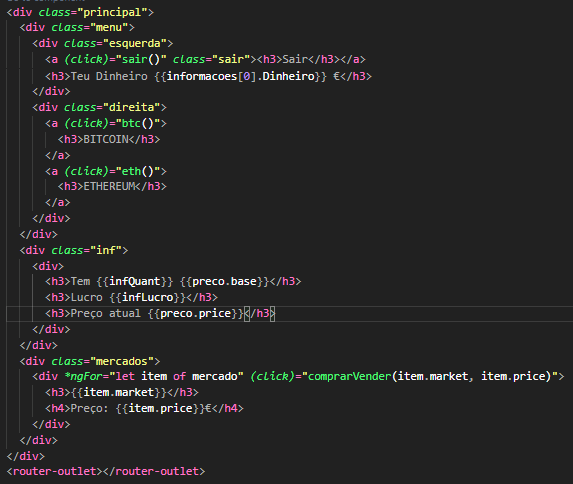 <div class="principal">
<div class="menu">
<div class="esquerda">
<a (click)="sair()" class="sair"><h3>Sair</h3></a>
<h3>Teu Dinheiro {{informacoes[0].Dinheiro}} €</h3>
</div>
<div class="direita">
<a (click)="btc()">
<h3>BITCOIN</h3>
</a>
<a (click)="eth()">
<h3>ETHEREUM</h3>
</a>
</div>
</div>
<div class="inf">
<div>
<h3>Tem {{infQuant}} {{preco.base}}</h3>
<h3>Lucro {{infLucro}}</h3>
<h3>Preço atual {{preco.price}}</h3>
</div>
</div>
<div class="mercados">
<div *ngFor="let item of mercado" (click)="comprarVender(item.market, item.price)">
<h3>{{item.market}}</h3>
<h4>Preço: {{item.price}}€</h4>
</div>
</div>
</div>
<router-outlet></router-outlet>